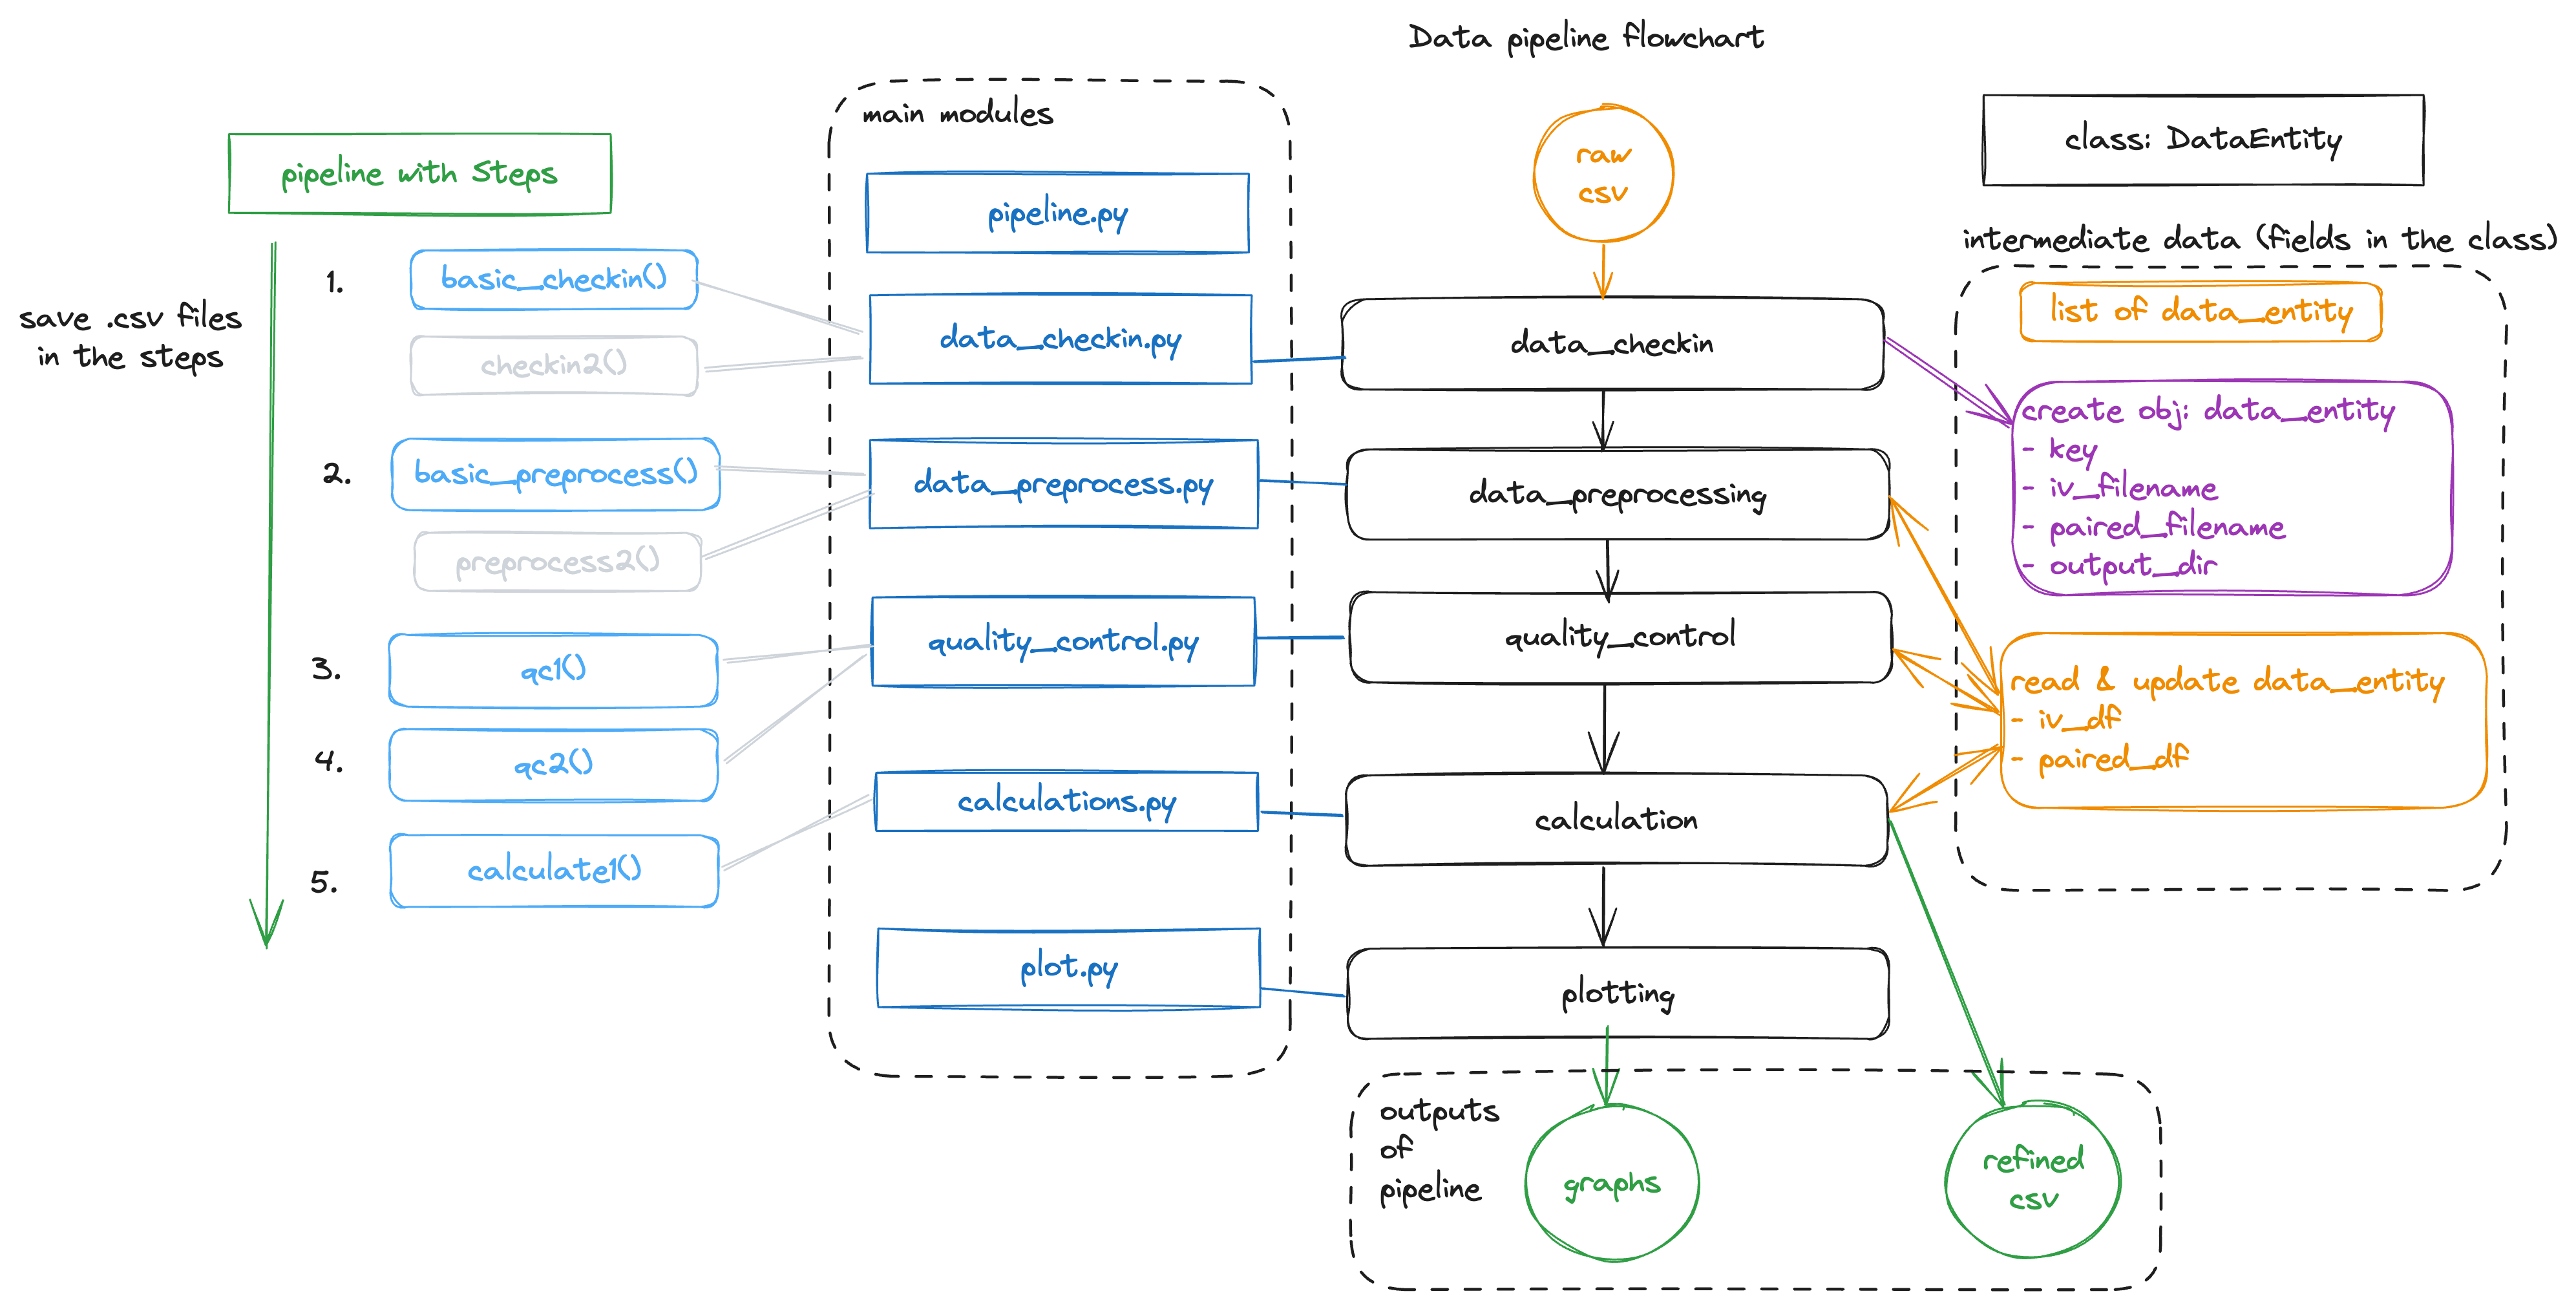 Data pipeline flowchart
pipeline with Steps
save .csv files
in the steps
1.
basic_checkin()
checkin2()
2.
basic_preprocess()
preprocess2()
3.
qc1()
4.
qc2()
5.
calculate1()
main modules
pipeline.py
data_checkin.py
data_preprocess.py
quality_control.py
calculations.py
plot.py
raw
csv
data_checkin
data_preprocessing
quality_control
calculation
plotting
outputs
of
pipeline
graphs
refined
csv
class: DataEntity
intermediate data (fields in the class)
list of data_entity
create obj: data_entity
- key
- iv_filename
- paired_filename
- output_dir
read & update data_entity
- iv_df
- paired_df